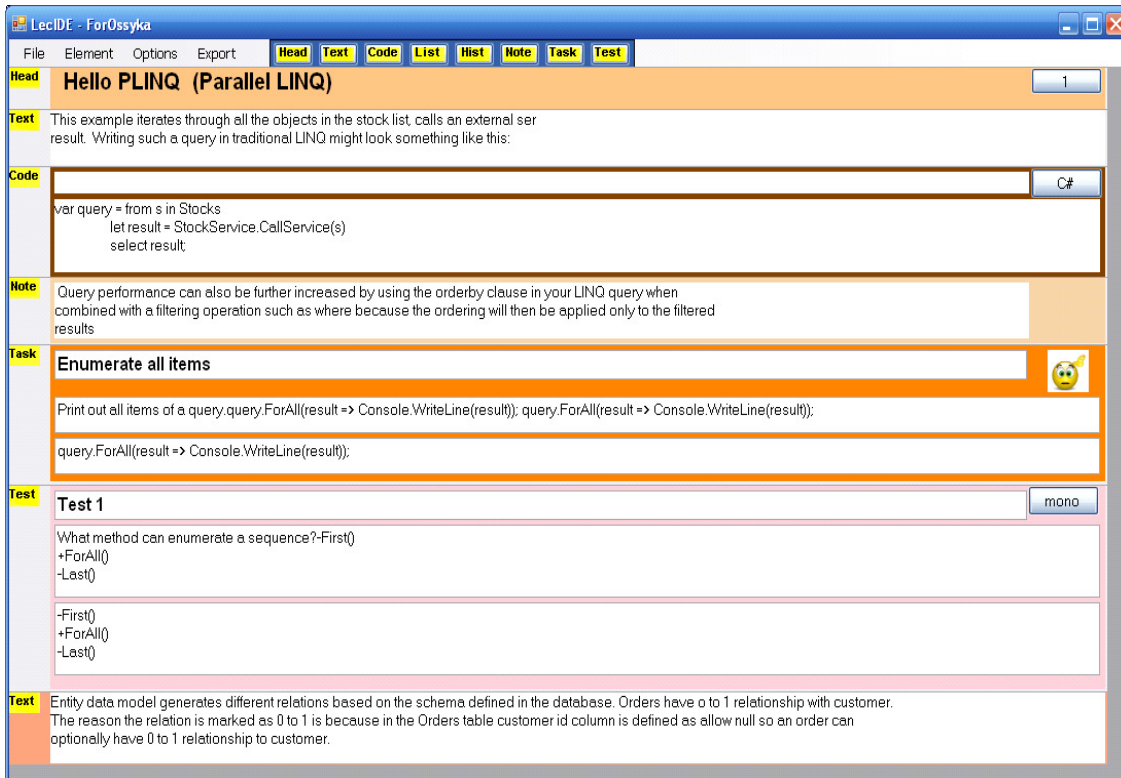 LecIDE - ForOssyka
File Element Options Export Head Text Code List Hist Note Task Test
Head Hello PLINQ (Parallel LINQ) 1
Text This example iterates through all the objects in the stock list, calls an external ser
result. Writing such a query in traditional LINQ might look something like this:
Code C#
var query = from s in Stocks
let result = StockService.CallService(s)
select result;
Note Query performance can also be further increased by using the orderby clause in your LINQ query when
combined with a filtering operation such as where because the ordering will then be applied only to the filtered
results
Task Enumerate all items
Print out all items of a query.query.ForAll(result => Console.WriteLine(result)); query.ForAll(result => Console.WriteLine(result));
query.ForAll(result => Console.WriteLine(result));
Test Test 1 mono
What method can enumerate a sequence?-First()
+ForAll()
-Last()
-First()
+ForAll()
-Last()
Text Entity data model generates different relations based on the schema defined in the database. Orders have o to 1 relationship with customer.
The reason the relation is marked as 0 to 1 is because in the Orders table customer id column is defined as allow null so an order can
optionally have 0 to 1 relationship to customer.